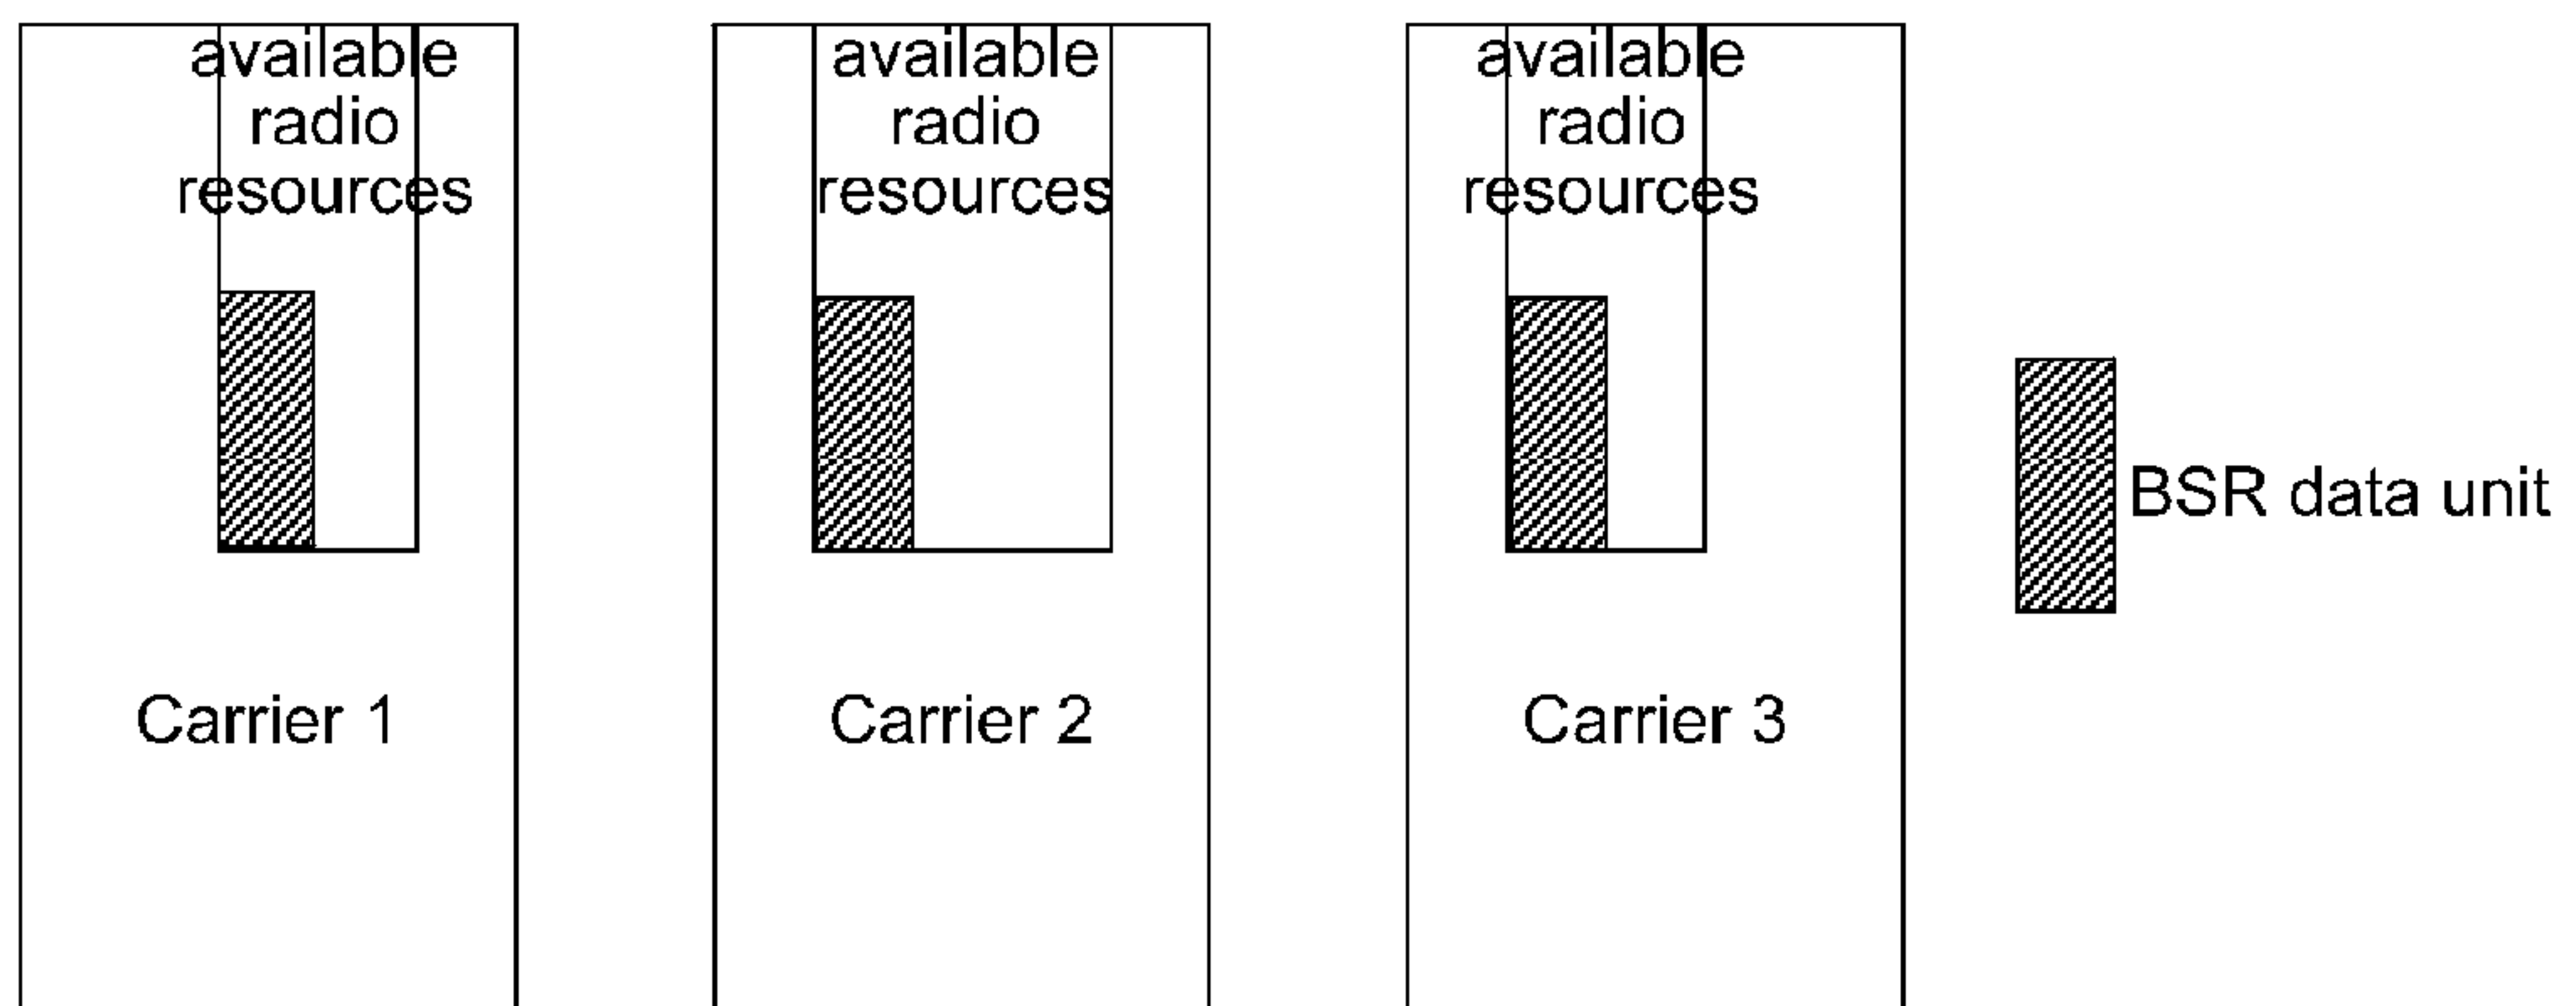 available
radio
resources
available
radio
resources
available
radio
resources
BSR data unit
Carrier 1
Carrier 2
Carrier 3